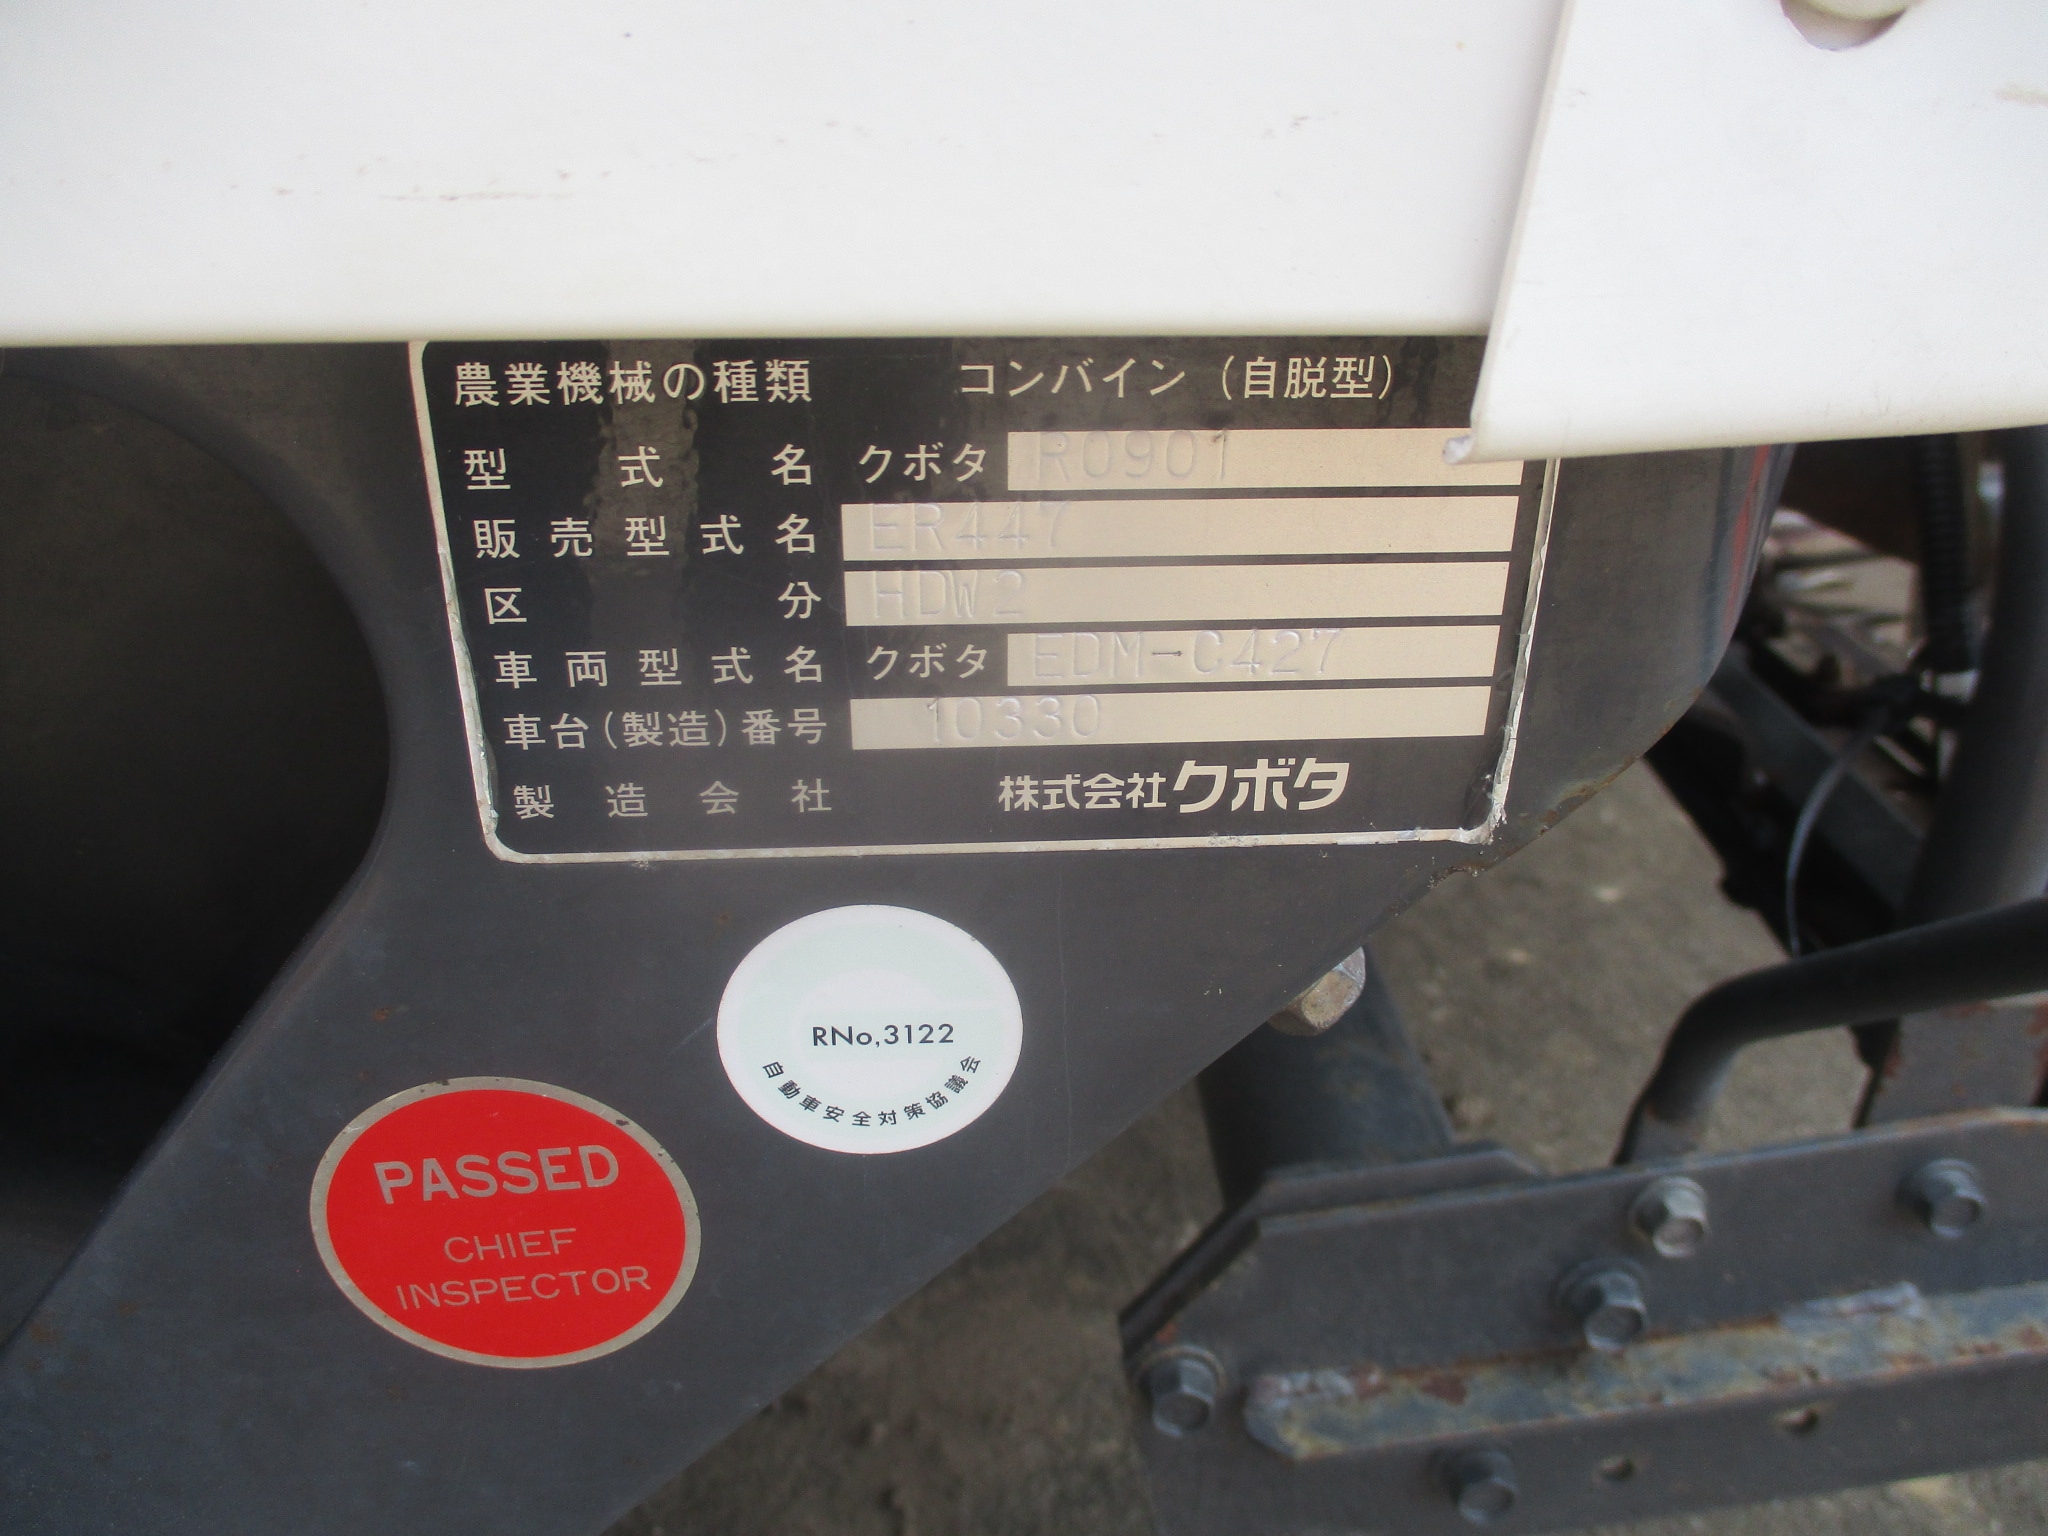 農業機械の種類 コンバイン (自脱型)
型式名 クボタ R0901
販売型式名 ER447
区分 HDW2
車両型式名 クボタ EDM-C427
車台(製造)番号 10330
製造会社 株式会社クボタ
RNo,3122
自動車安全対策協議会
PASSED
CHIEF
INSPECTOR